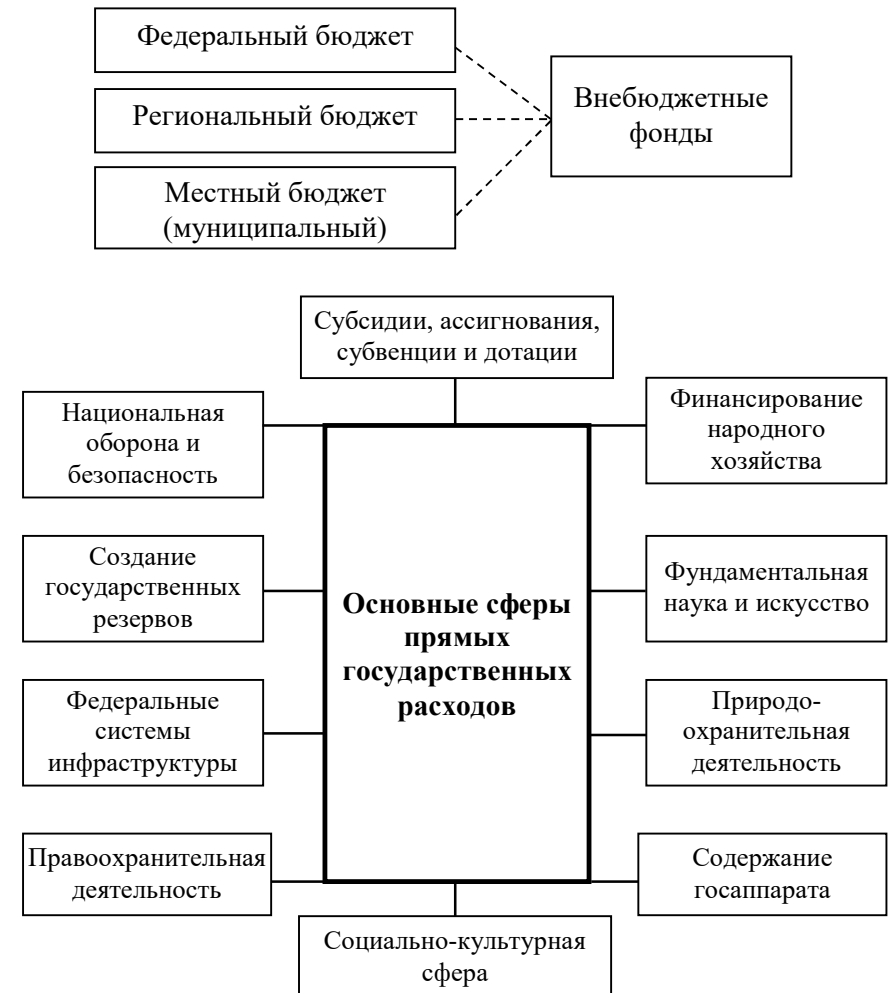 Федеральный бюджет
Региональный бюджет
Местный бюджет
(муниципальный)
Внебюджетные
фонды
Субсидии, ассигнования,
субвенции и дотации
Национальная
оборона и
безопасность
Финансирование
народного
хозяйства
Создание
государственных
резервов
Фундаментальная
наука и искусство
Основные сферы
прямых
государственных
расходов
Федеральные
системы
инфраструктуры
Природо-
охранительная
деятельность
Правоохранительная
деятельность
Содержание
госаппарата
Социально-культурная
сфера